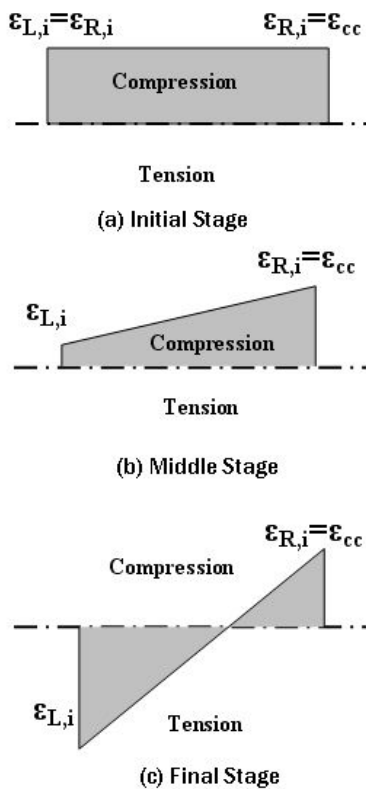 εL,i=εR,i εR,i=εcc
Compression
Tension
(a) Initial Stage
εR,i=εcc
εL,i
Compression
Tension
(b) Middle Stage
εR,i=εcc
Compression
εL,i
Tension
(c) Final Stage